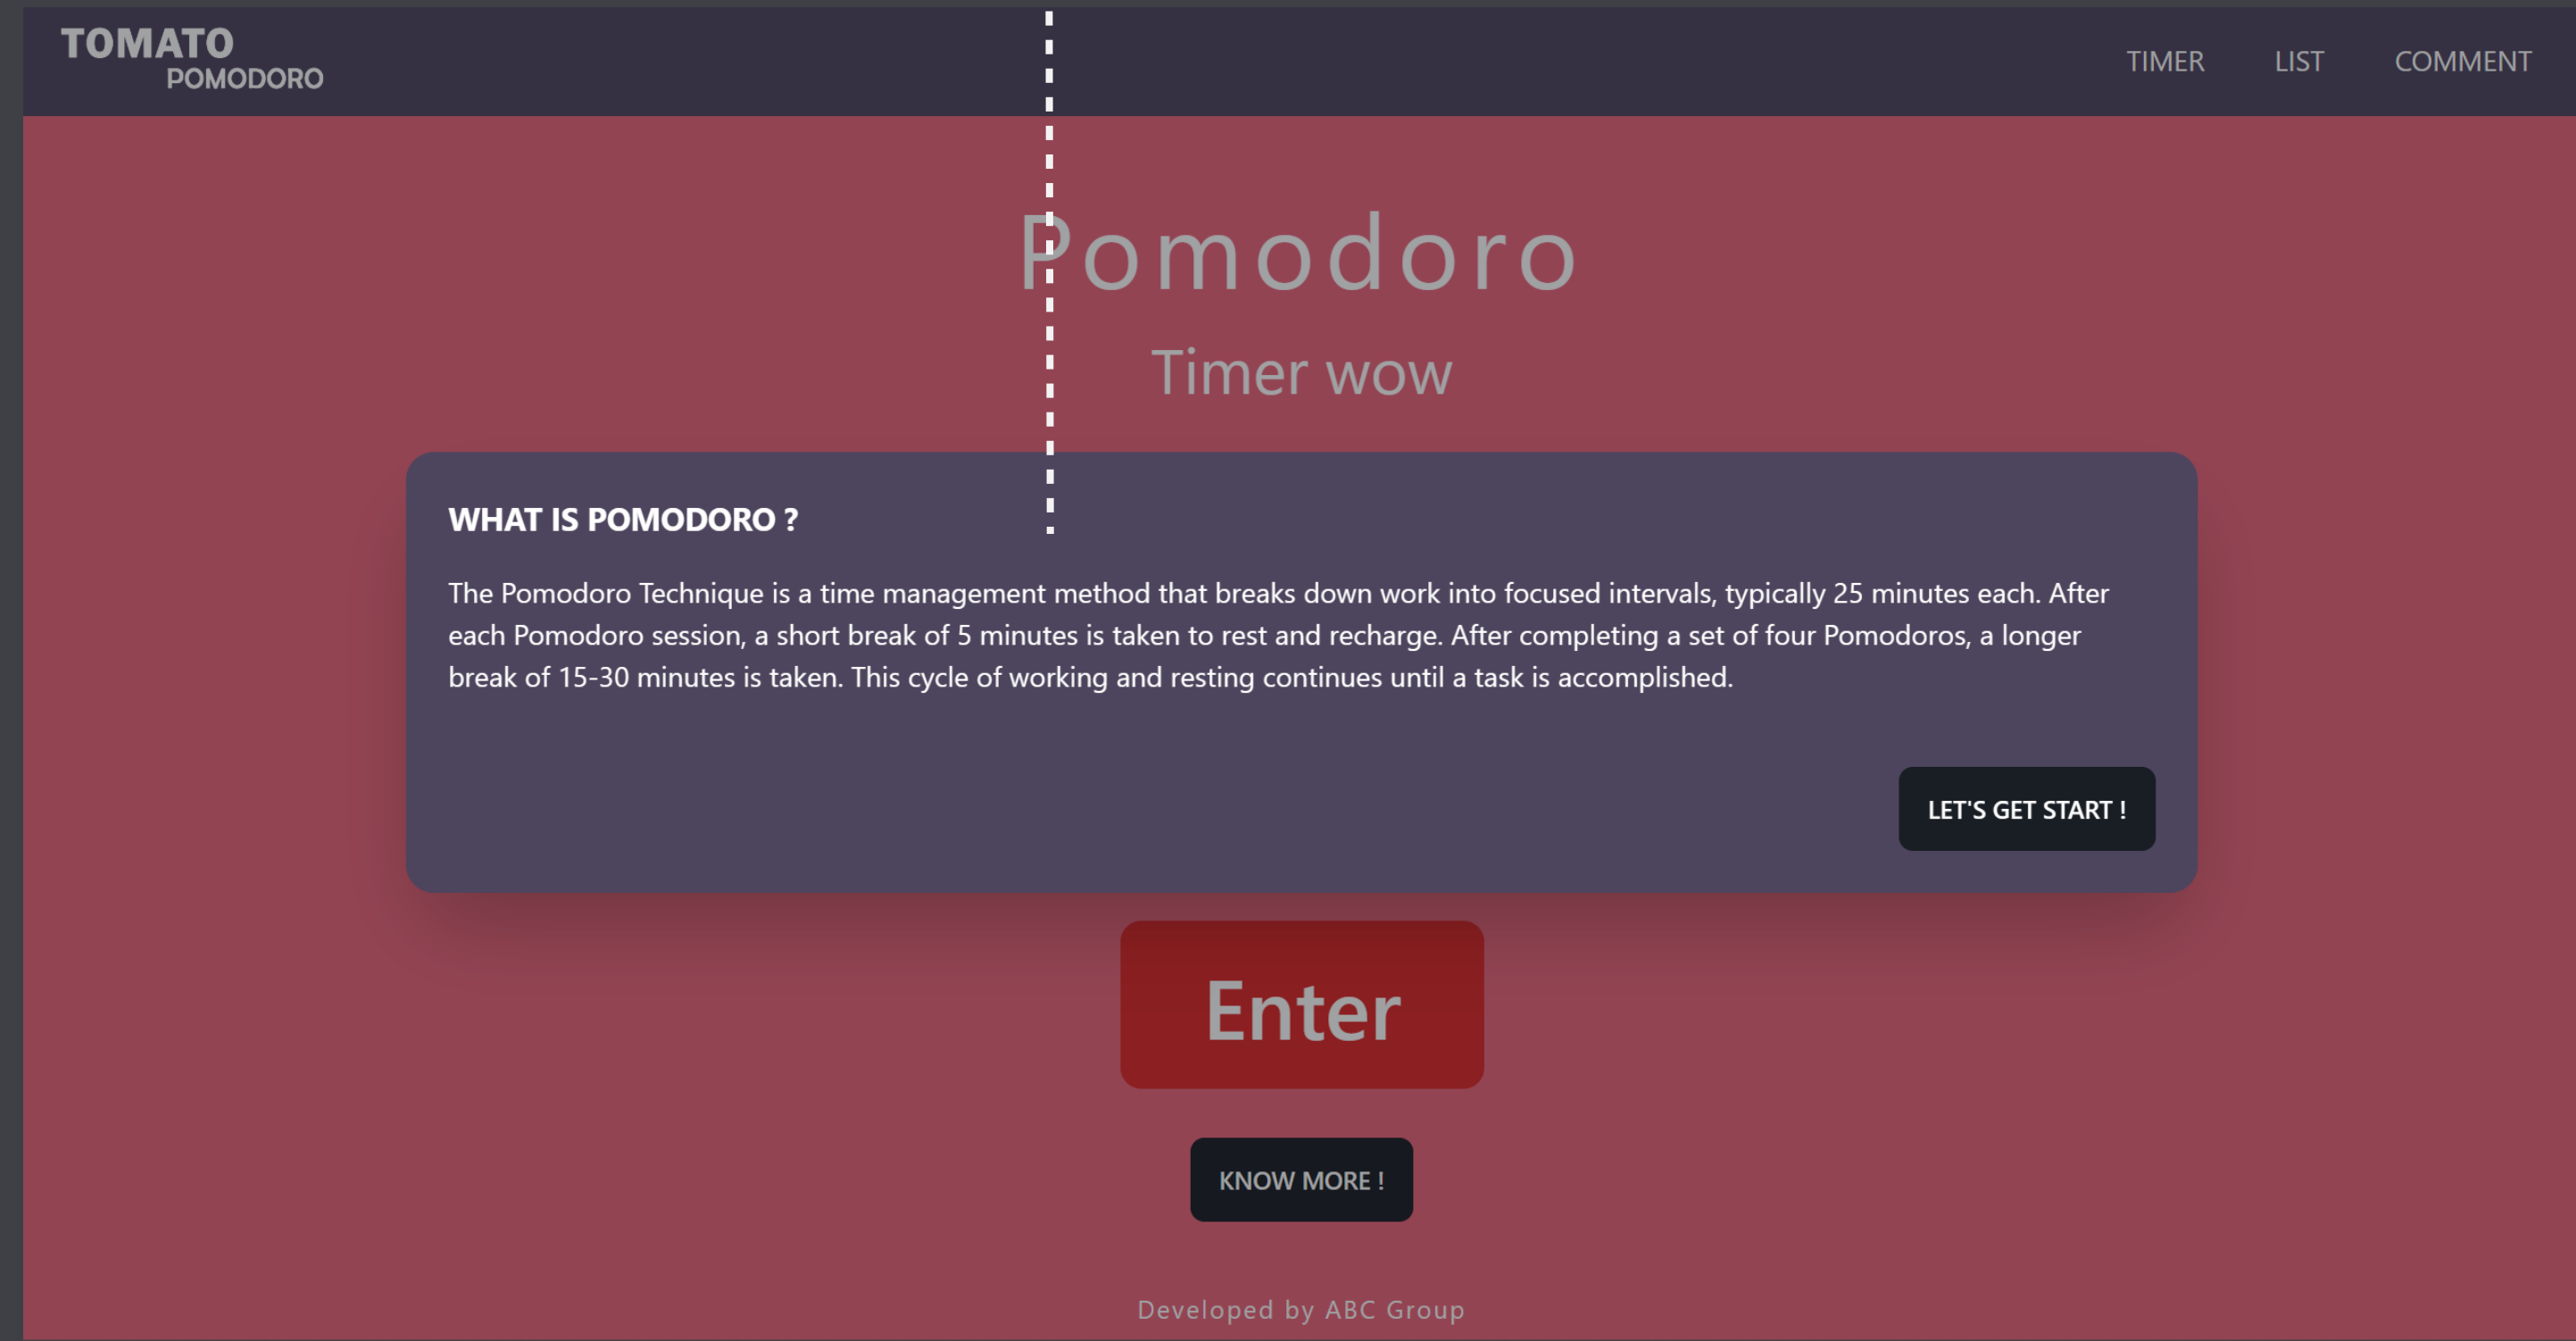 TOMATO
POMODORO
TIMER LIST COMMENT
Pomodoro
Timer wow
WHAT IS POMODORO ?
The Pomodoro Technique is a time management method that breaks down work into focused intervals, typically 25 minutes each. After
each Pomodoro session, a short break of 5 minutes is taken to rest and recharge. After completing a set of four Pomodoros, a longer
break of 15-30 minutes is taken. This cycle of working and resting continues until a task is accomplished.
LET'S GET START !
Enter
KNOW MORE !
Developed by ABC Group